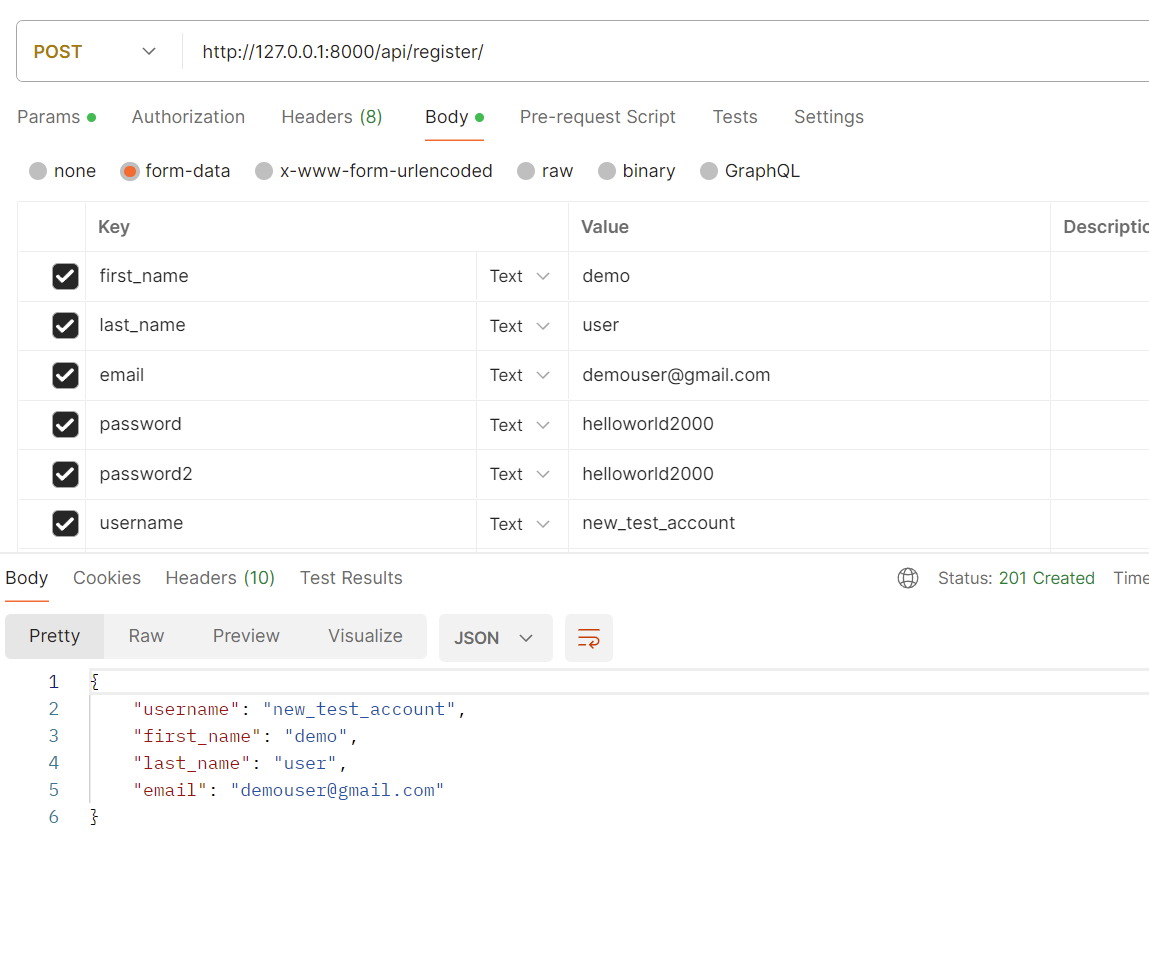 POST http://127.0.0.1:8000/api/register/
Params Authorization Headers (8) Body Pre-request Script Tests Settings
none form-data x-www-form-urlencoded raw binary GraphQL
Key Value Descriptio
first_name Text demo
last_name Text user
email Text demouser@gmail.com
password Text helloworld2000
password2 Text helloworld2000
username Text new_test_account
Body Cookies Headers (10) Test Results Status: 201 Created Time
Pretty Raw Preview Visualize JSON
1 {
2 "username": "new_test_account",
3 "first_name": "demo",
4 "last_name": "user",
5 "email": "demouser@gmail.com"
6 }